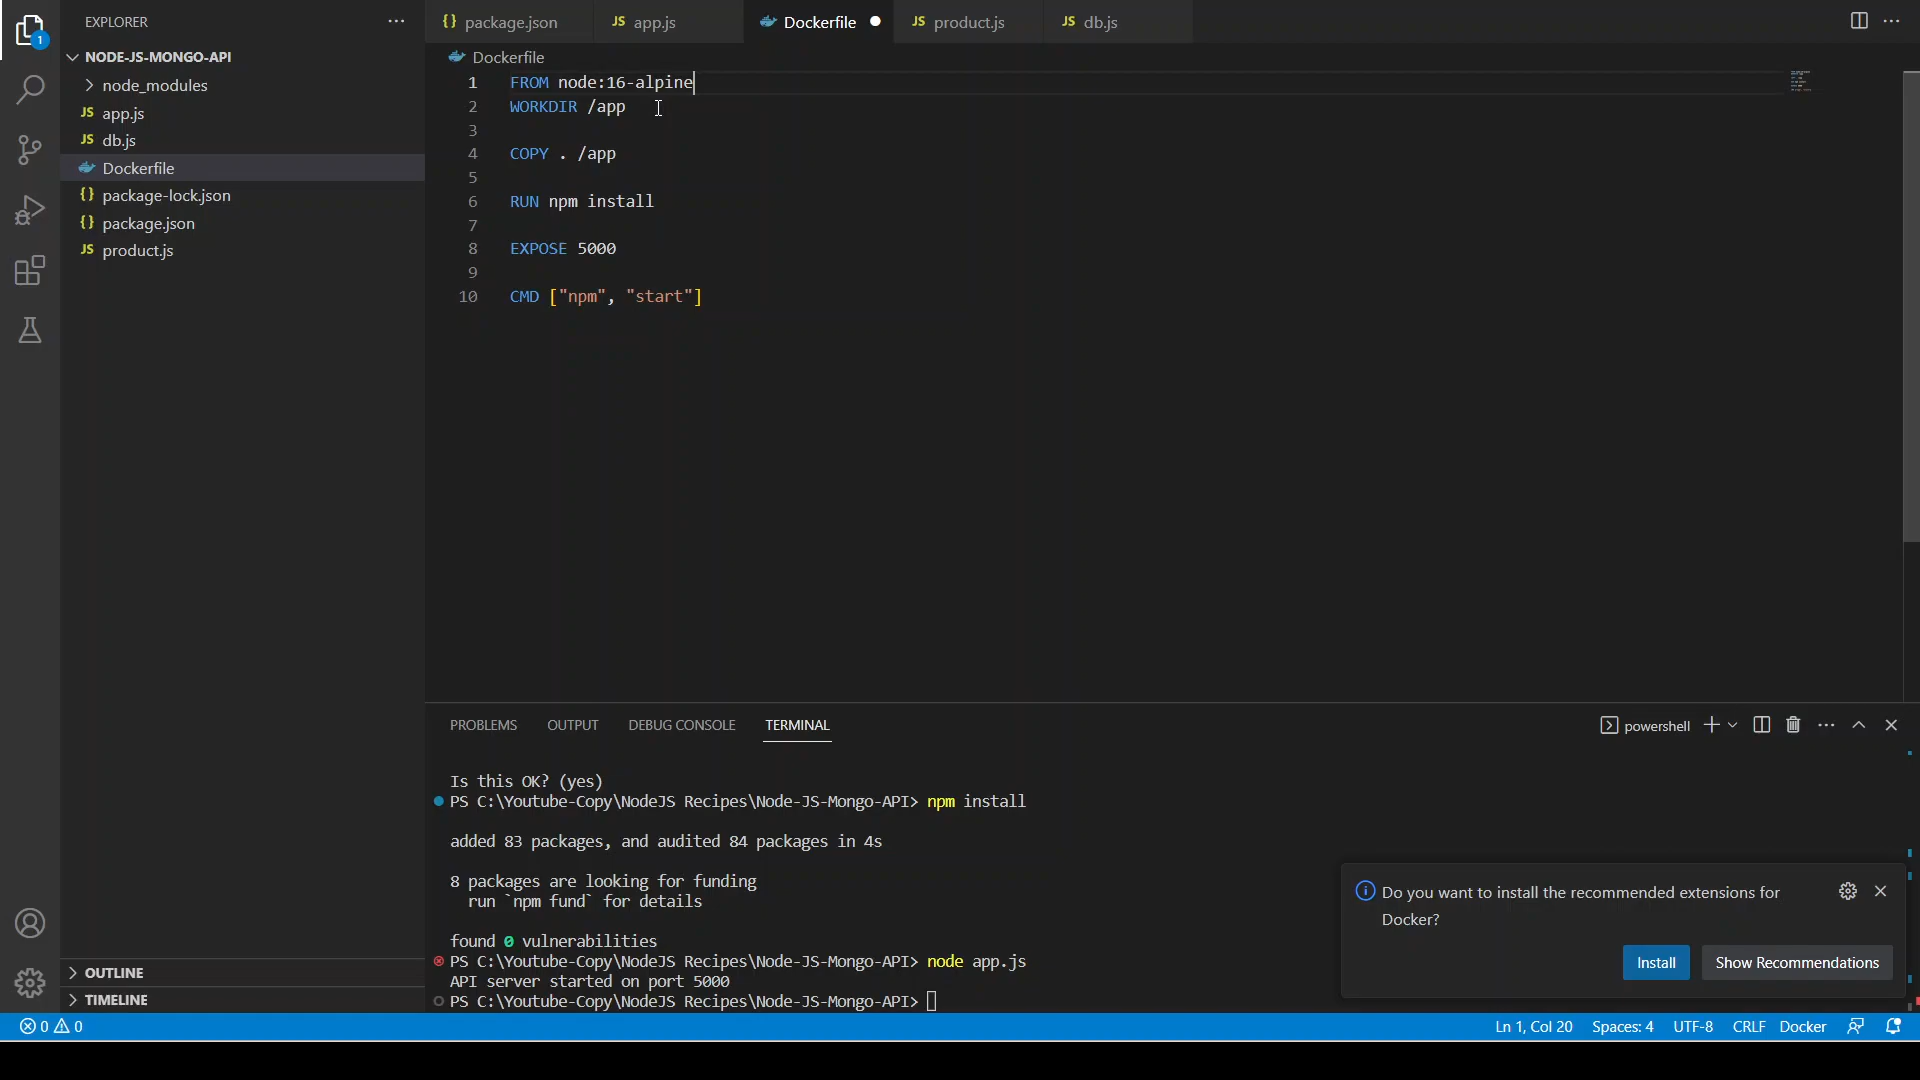 EXPLORER
NODE-JS-MONGO-API
node_modules
JS app.js
JS db.js
Dockerfile
{} package-lock.json
{} package.json
JS product.js
OUTLINE
TIMELINE
1
{} package.json
JS app.js
Dockerfile
JS product.js
JS db.js
Dockerfile
1 FROM node:16-alpine
2 WORKDIR /app
3
4 COPY . /app
5
6 RUN npm install
7
8 EXPOSE 5000
9
10 CMD ["npm", "start"]
PROBLEMS OUTPUT DEBUG CONSOLE TERMINAL
powershell
Is this OK? (yes)
PS C:\Youtube-Copy\NodeJS Recipes\Node-JS-Mongo-API> npm install
added 83 packages, and audited 84 packages in 4s
8 packages are looking for funding
run `npm fund` for details
found 0 vulnerabilities
PS C:\Youtube-Copy\NodeJS Recipes\Node-JS-Mongo-API> node app.js
API server started on port 5000
PS C:\Youtube-Copy\NodeJS Recipes\Node-JS-Mongo-API>
Do you want to install the recommended extensions for
Docker?
Install
Show Recommendations
0 0
Ln 1, Col 20 Spaces: 4 UTF-8 CRLF Docker